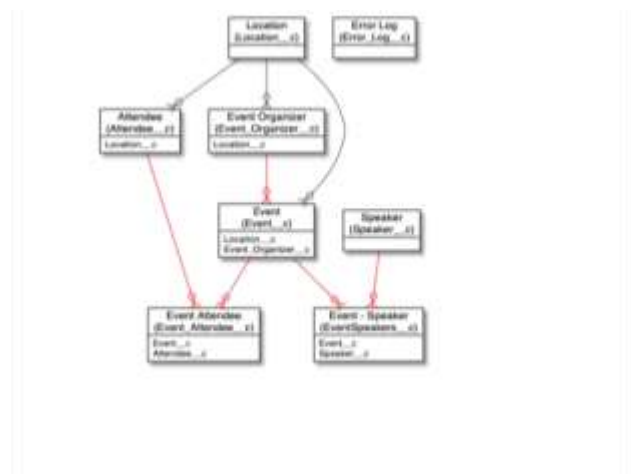 Location
(Location__c)
Error Log
(Error_Log__c)
Attendee
(Attendee__c)
Location__c
Event Organizer
(Event_Organizer__c)
Location__c
Event
(Event__c)
Location__c
Event_Organizer__c
Speaker
(Speaker__c)
Event Attendee
(Event_Attendee__c)
Event__c
Attendee__c
Event - Speaker
(EventSpeakers__c)
Event__c
Speaker__c